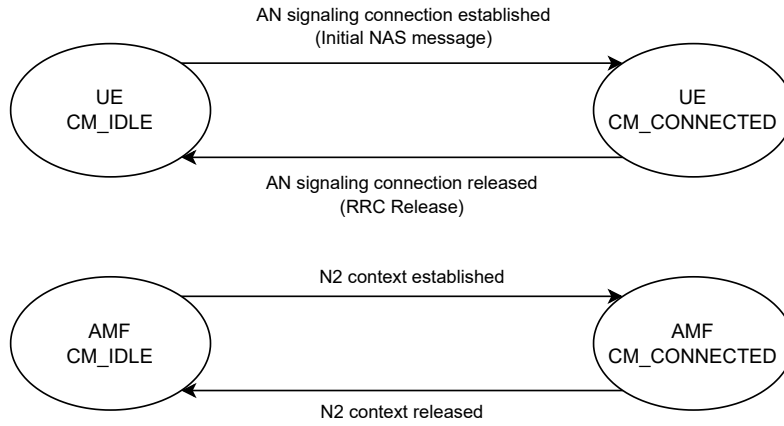 AN signaling connection established
(Initial NAS message)
UE
CM_IDLE
UE
CM_CONNECTED
AN signaling connection released
(RRC Release)
N2 context established
AMF
CM_IDLE
AMF
CM_CONNECTED
N2 context released